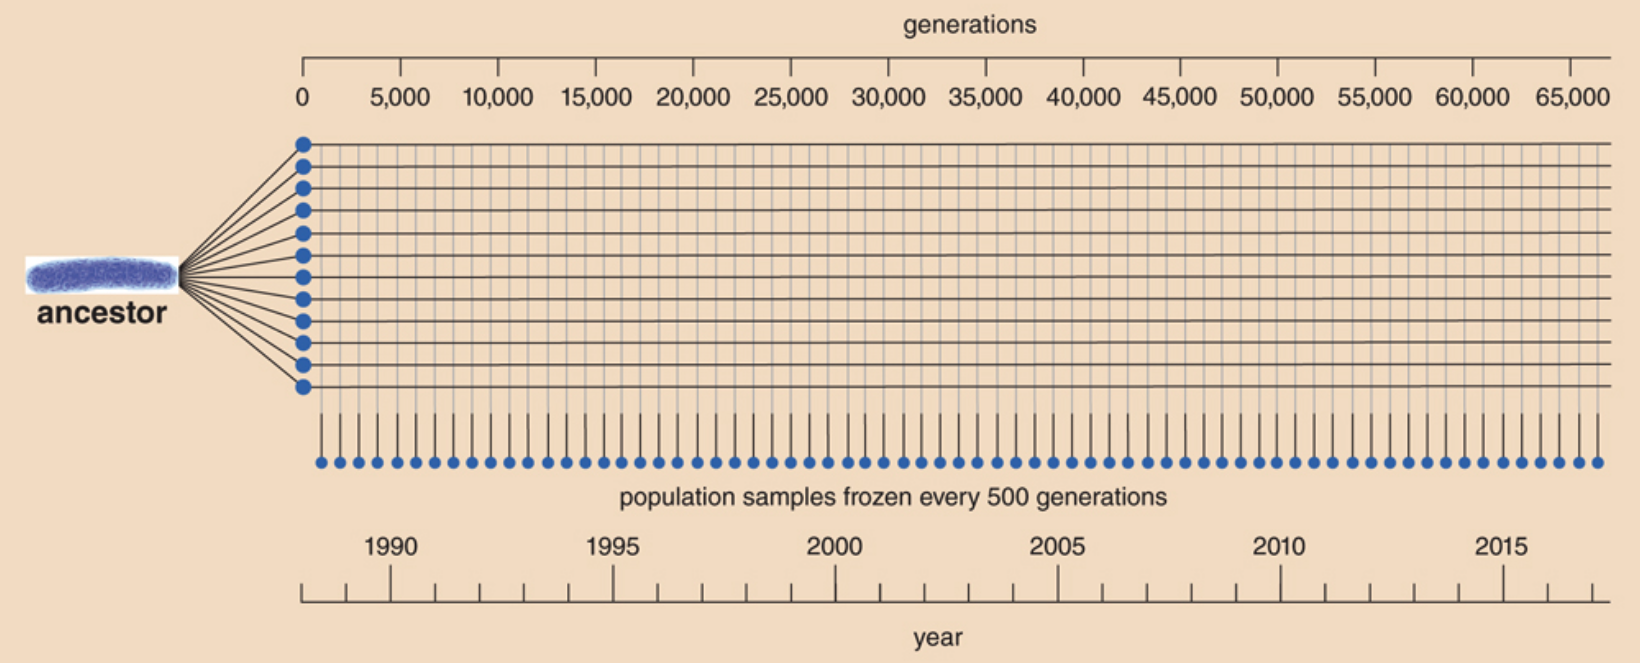 generations
0 5,000 10,000 15,000 20,000 25,000 30,000 35,000 40,000 45,000 50,000 55,000 60,000 65,000
ancestor
population samples frozen every 500 generations
1990 1995 2000 2005 2010 2015
year